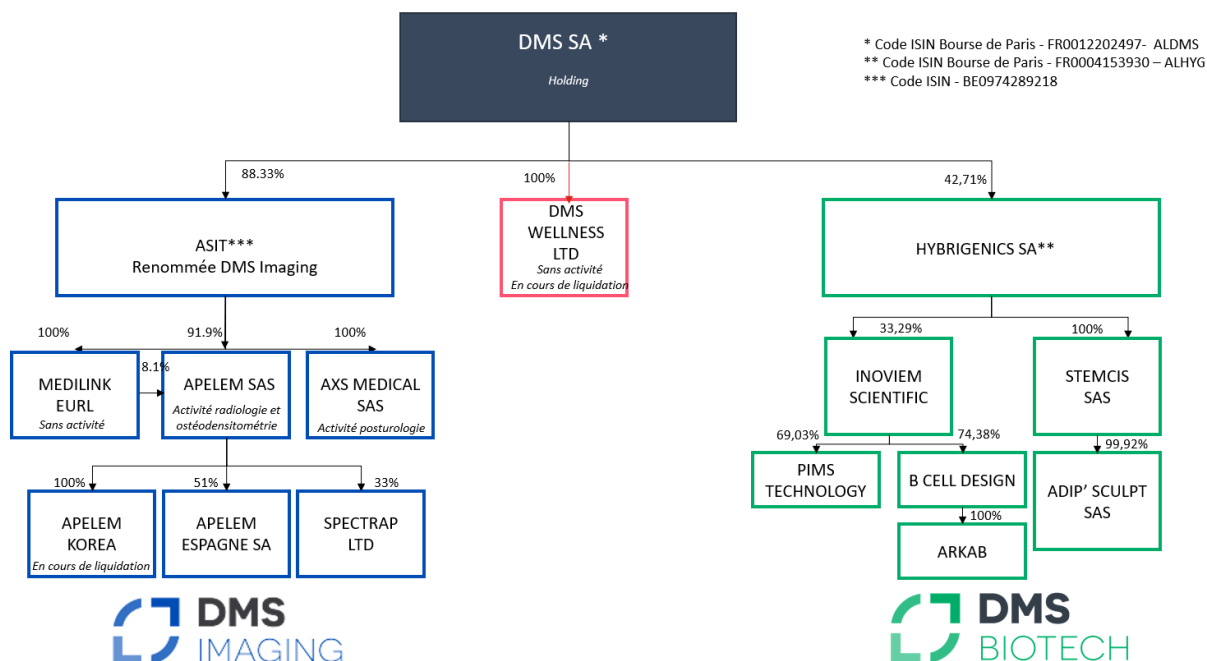 DMS SA *
Holding
* Code ISIN Bourse de Paris - FR0012202497- ALDMS
** Code ISIN Bourse de Paris - FR0004153930 – ALHYG
*** Code ISIN - BE0974289218
88.33%
100%
42,71%
ASIT***
Renommée DMS Imaging
DMS
WELLNESS
LTD
Sans activité
En cours de liquidation
HYBRIGENICS SA**
100%
91.9%
100%
33,29%
100%
MEDILINK
EURL
Sans activité
8.1%
APELEM SAS
Activité radiologie et
ostéodensitométrie
AXS MEDICAL
SAS
Activité posturologie
INOVIEM
SCIENTIFIC
STEMCIS
SAS
69,03%
74,38%
99,92%
PIMS
TECHNOLOGY
B CELL DESIGN
ADIP’ SCULPT
SAS
100%
51%
33%
100%
APELEM
KOREA
En cours de liquidation
APELEM
ESPAGNE SA
SPECTRAP
LTD
ARKAB
DMS
IMAGING
DMS
BIOTECH